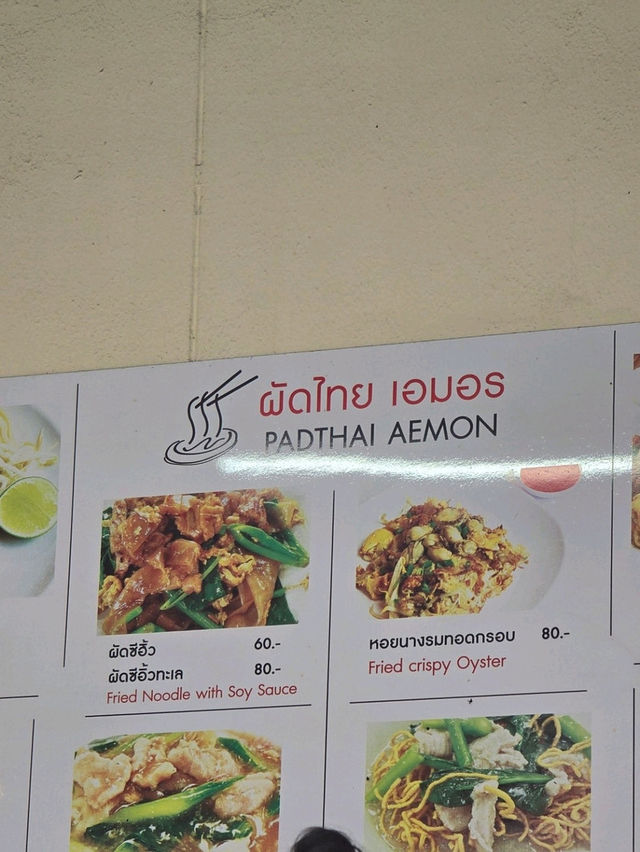 ผัดไทย เอมอร
PADTHAI AEMON
ผัดซีอิ้ว 60.-
ผัดซีอิ้วทะเล 80.-
Fried Noodle with Soy Sauce
หอยนางรมทอดกรอบ 80.-
Fried crispy Oyster